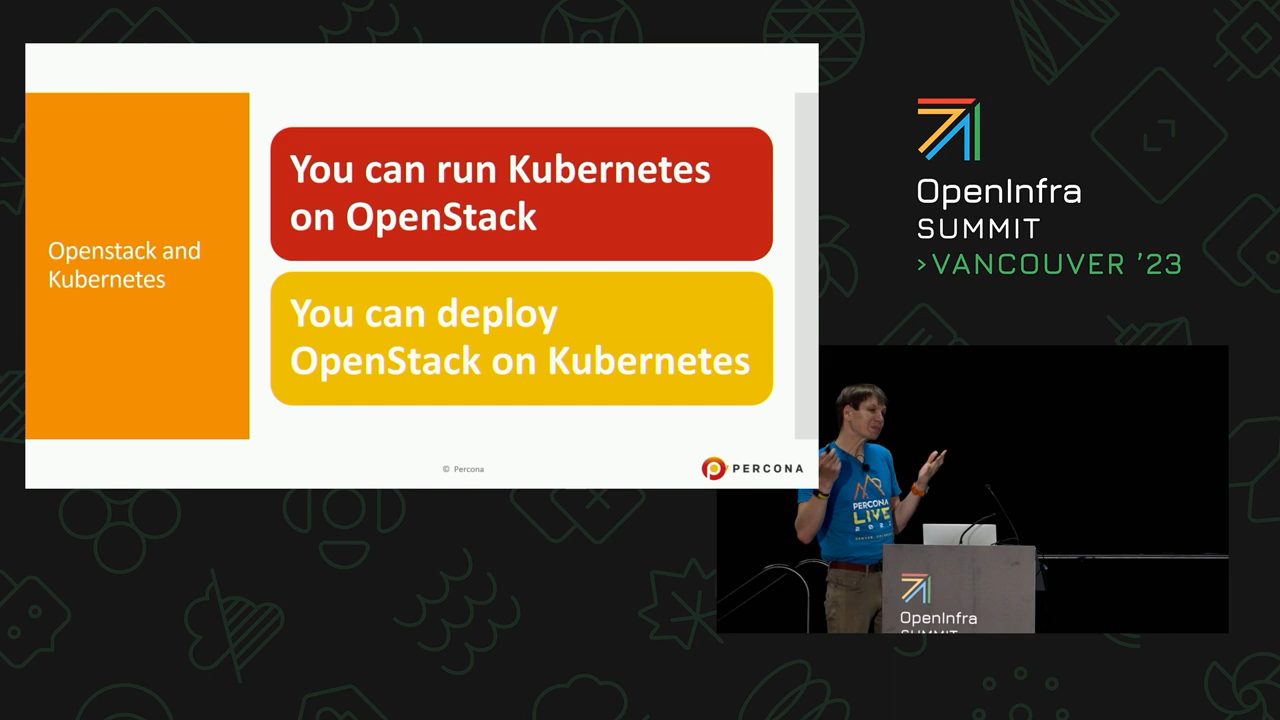 Openstack and
Kubernetes
You can run Kubernetes
on OpenStack
You can deploy
OpenStack on Kubernetes
© Percona
PERCONA
OpenInfra
SUMMIT
>VANCOUVER '23
PERCONA
LIVE
OpenInfra
SUMMIT